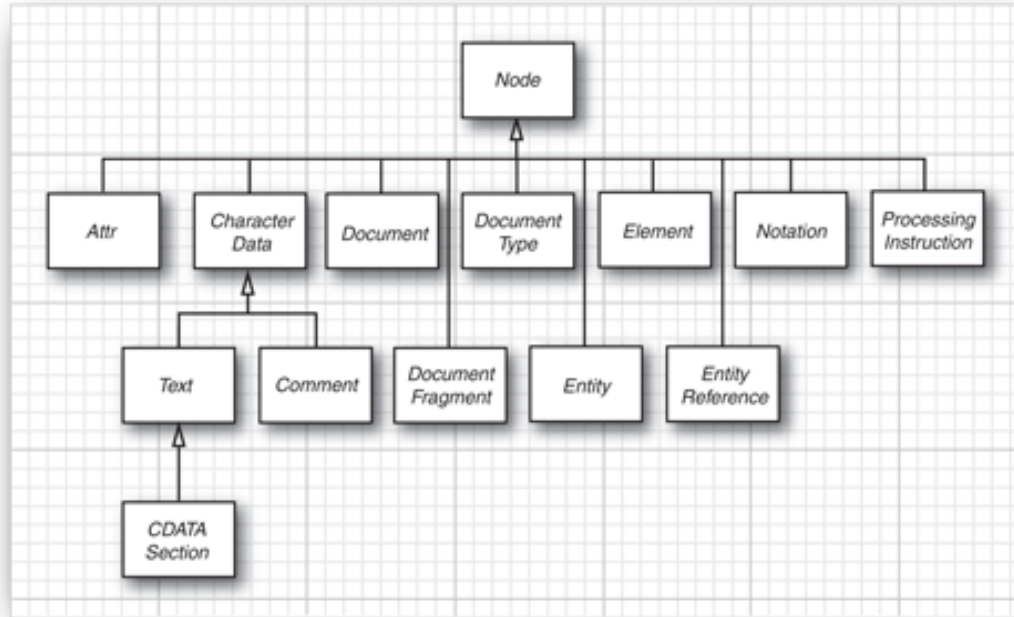 Node
Attr
Character
Data
Document
Document
Type
Element
Notation
Processing
Instruction
Text
Comment
Document
Fragment
Entity
Entity
Reference
CDATA
Section